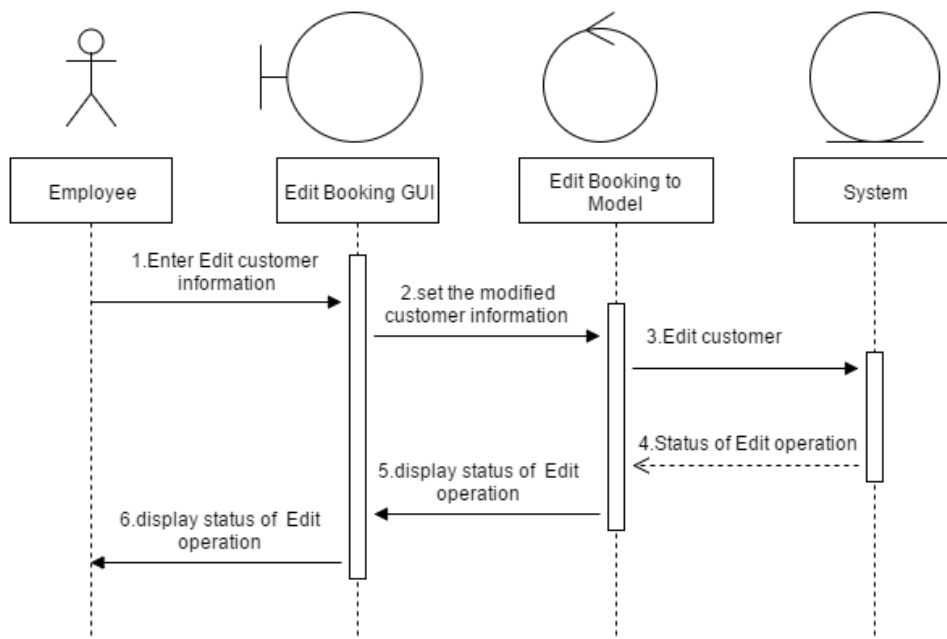 Employee
Edit Booking GUI
Edit Booking to
Model
System
1.Enter Edit customer
information
2.set the modified
customer information
3.Edit customer
4.Status of Edit operation
5.display status of Edit
operation
6.display status of Edit
operation